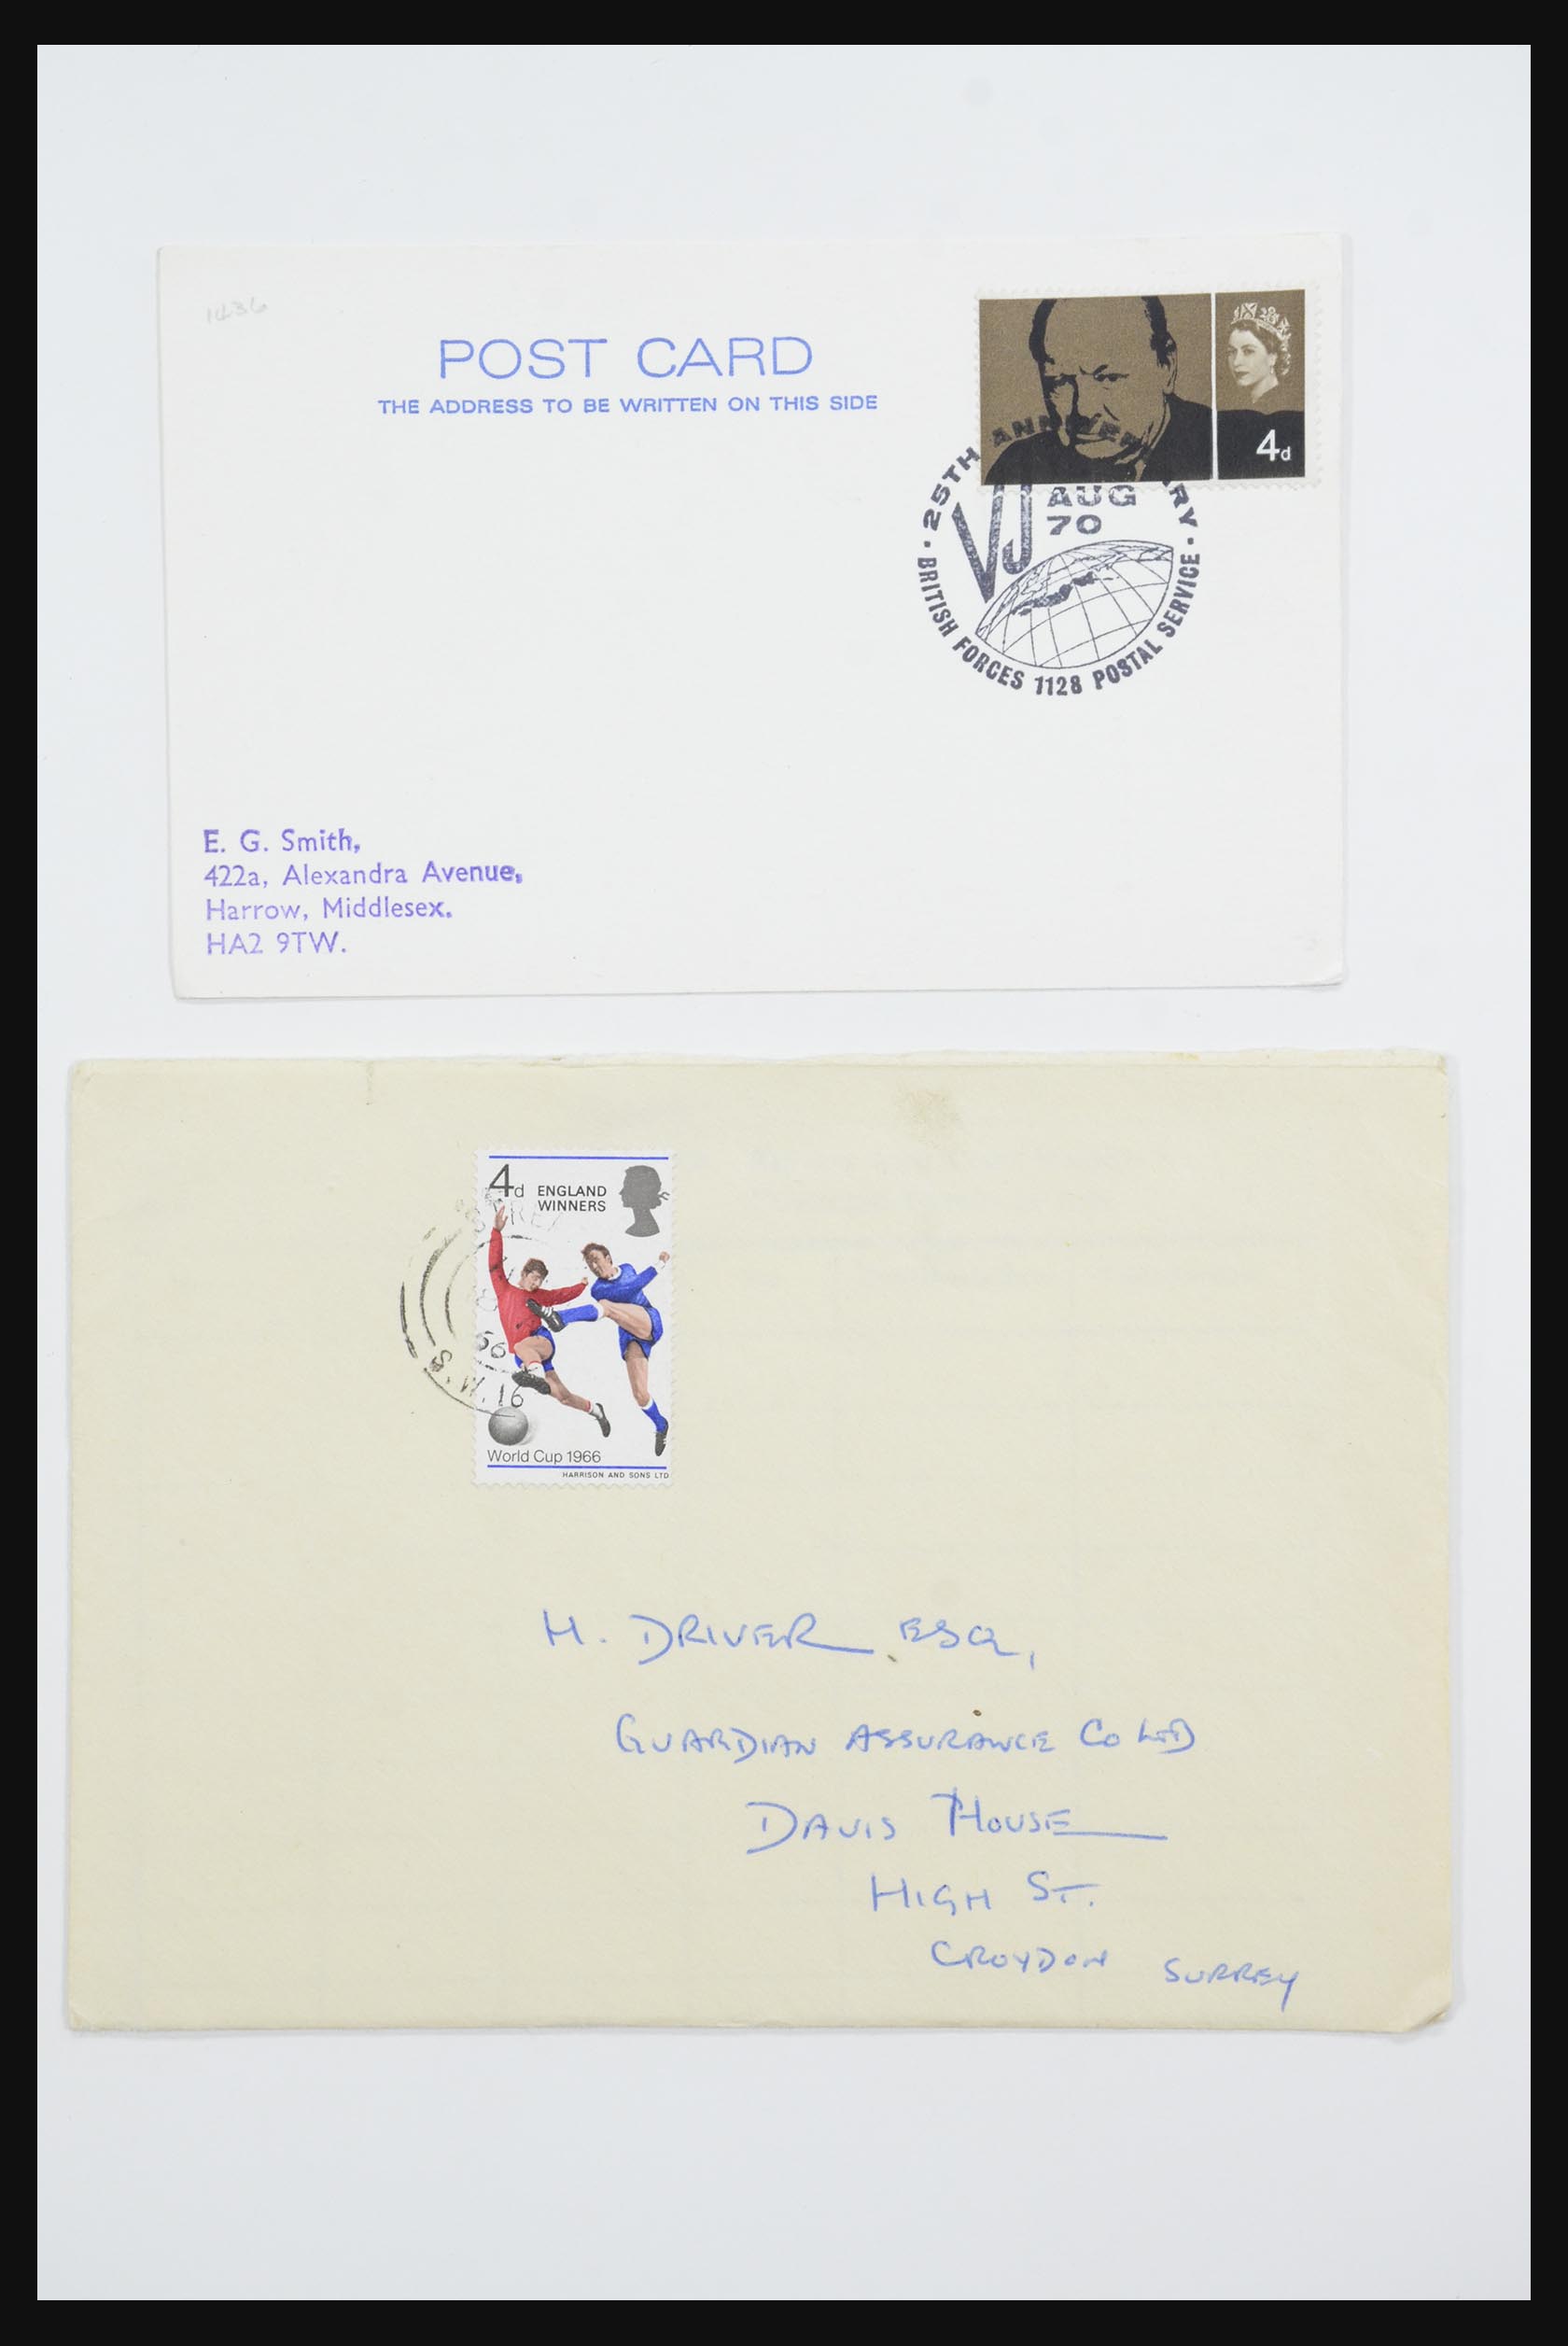 1436
POST CARD
THE ADDRESS TO BE WRITTEN ON THIS SIDE
4d
25TH ANNIVERSARY
VJ
AUG
70
BRITISH FORCES 1128 POSTAL SERVICE
E. G. Smith,
422a, Alexandra Avenue,
Harrow, Middlesex.
HA2 9TW.
4d ENGLAND
WINNERS
S.W.16
World Cup 1966
HARRISON AND SONS LTD
H. DRIVER ESQ,
GUARDIAN ASSURANCE CO LTD
DAVIS HOUSE
HIGH ST.
CROYDON SURREY